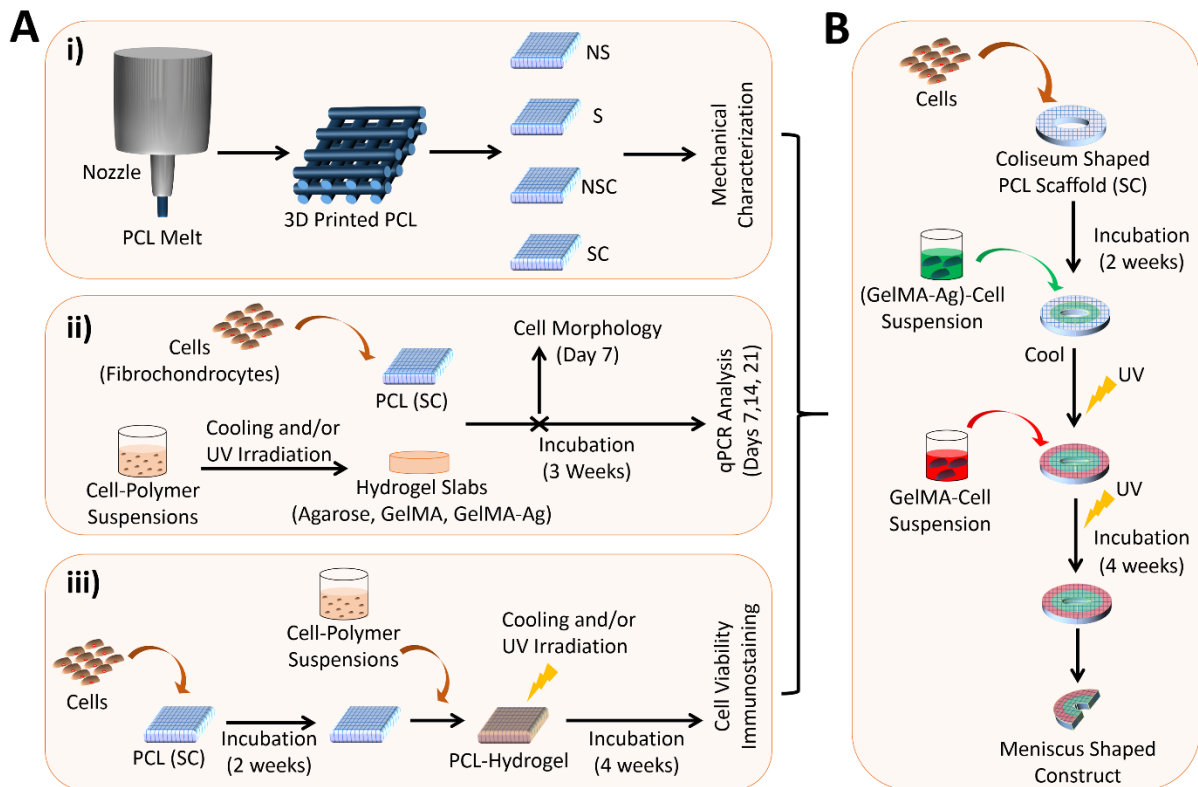 A
i)
Nozzle
PCL Melt
3D Printed PCL
NS
S
NSC
SC
Mechanical
Characterization
ii)
Cells
(Fibrochondrocytes)
PCL (SC)
Cell Morphology
(Day 7)
Cell-Polymer
Suspensions
Cooling and/or
UV Irradiation
Hydrogel Slabs
(Agarose, GelMA, GelMA-Ag)
Incubation
(3 Weeks)
qPCR Analysis
(Days 7,14, 21)
iii)
Cells
PCL (SC)
Incubation
(2 weeks)
Cell-Polymer
Suspensions
Cooling and/or
UV Irradiation
PCL-Hydrogel
Incubation
(4 weeks)
Cell Viability
Immunostaining
B
Cells
Coliseum Shaped
PCL Scaffold (SC)
Incubation
(2 weeks)
(GelMA-Ag)-Cell
Suspension
Cool
UV
GelMA-Cell
Suspension
UV
Incubation
(4 weeks)
Meniscus Shaped
Construct